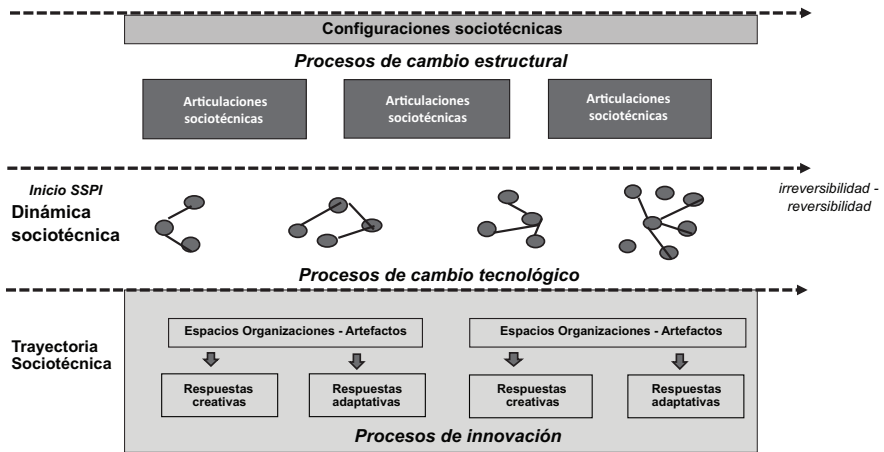 Configuraciones sociotécnicas
Procesos de cambio estructural
Articulaciones
sociotécnicas
Articulaciones
sociotécnicas
Articulaciones
sociotécnicas
Inicio SSPI
Dinámica
sociotécnica
irreversibilidad -
reversibilidad
Procesos de cambio tecnológico
Trayectoria
Sociotécnica
Espacios Organizaciones - Artefactos
Espacios Organizaciones - Artefactos
Respuestas
creativas
Respuestas
adaptativas
Respuestas
creativas
Respuestas
adaptativas
Procesos de innovación